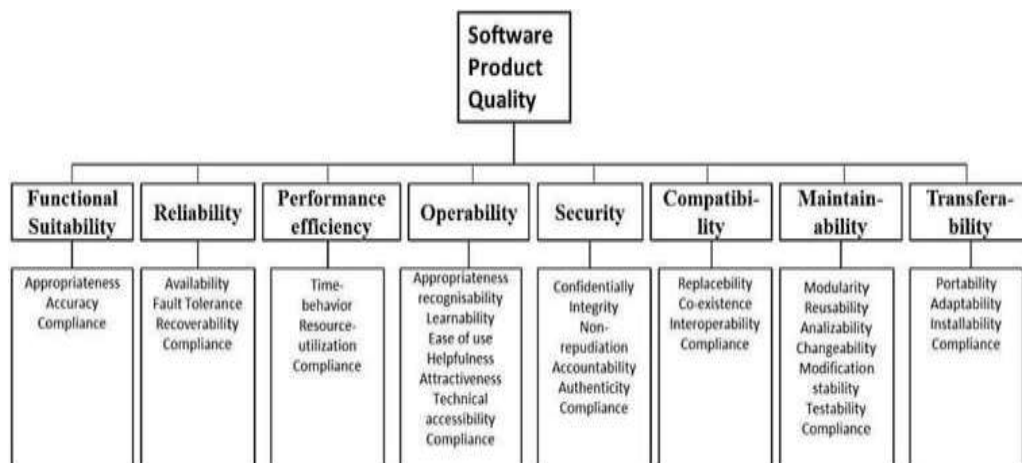 Software
Product
Quality
Functional
Suitability
Reliability
Performance
efficiency
Operability
Security
Compatibi-
lity
Maintain-
ability
Transfera-
bility
Appropriateness
Accuracy
Compliance
Availability
Fault Tolerance
Recoverability
Compliance
Time-
behavior
Resource-
utilization
Compliance
Appropriateness
recognisability
Learnability
Ease of use
Helpfulness
Attractiveness
Technical
accessibility
Compliance
Confidentially
Integrity
Non-
repudiation
Accountability
Authenticity
Compliance
Replacebility
Co-existence
Interoperability
Compliance
Modularity
Reusability
Analizability
Changeability
Modification
stability
Testability
Compliance
Portability
Adaptability
Installability
Compliance